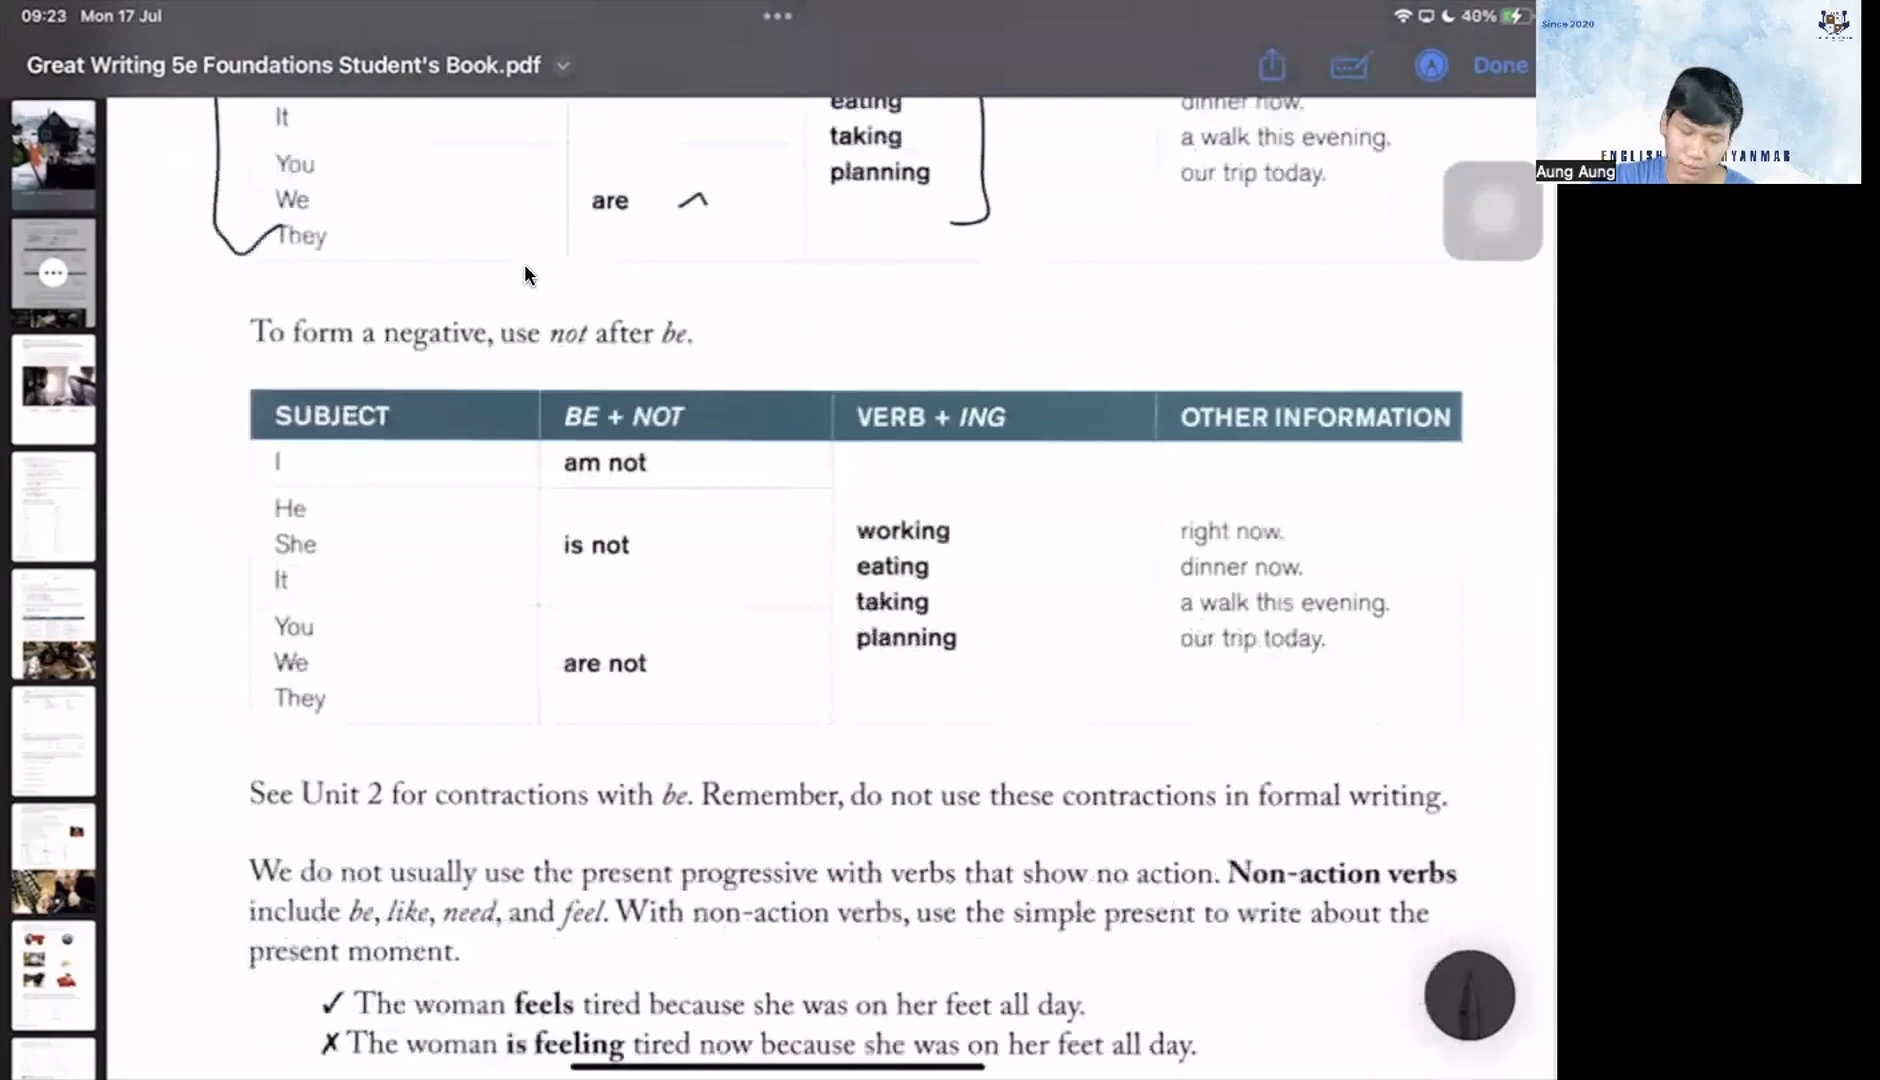 09:23 Mon 17 Jul
40%
Great Writing 5e Foundations Student's Book.pdf
Done
Since 2020
Aung Aung
It
eating
dinner now.
taking
a walk this evening.
You
planning
our trip today.
We
are
They
To form a negative, use not after be.
SUBJECT BE + NOT VERB + ING OTHER INFORMATION
I am not
He
She is not
It
working right now.
eating dinner now.
taking a walk this evening.
planning our trip today.
You
We are not
They
See Unit 2 for contractions with be. Remember, do not use these contractions in formal writing.
We do not usually use the present progressive with verbs that show no action. Non-action verbs
include be, like, need, and feel. With non-action verbs, use the simple present to write about the
present moment.
✓ The woman feels tired because she was on her feet all day.
✗ The woman is feeling tired now because she was on her feet all day.